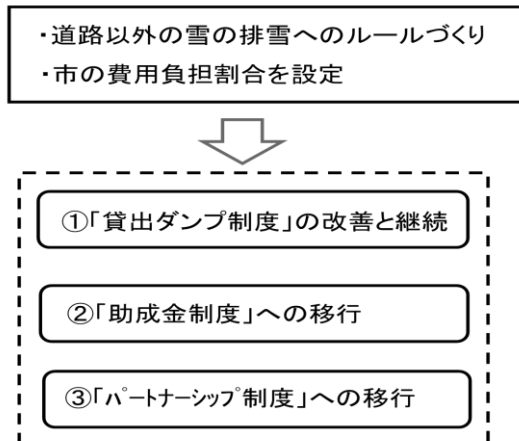 ・道路以外の雪の排雪へのルールづくり
・市の費用負担割合を設定
①「貸出ダンプ制度」の改善と継続
②「助成金制度」への移行
③「ﾊﾟｰﾄﾅｰｼｯﾌﾟ制度」への移行